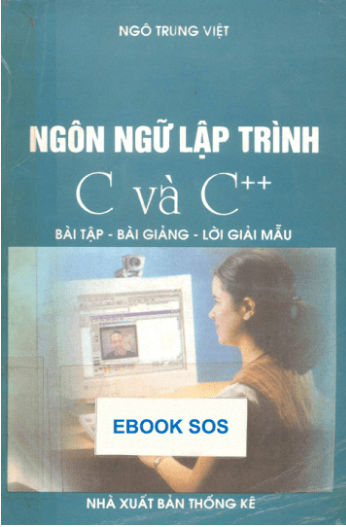 NGÔ TRUNG VIỆT
NGÔN NGỮ LẬP TRÌNH
C và C++
BÀI TẬP - BÀI GIẢNG - LỜI GIẢI MẪU
EBOOK SOS
NHÀ XUẤT BẢN THỐNG KÊ